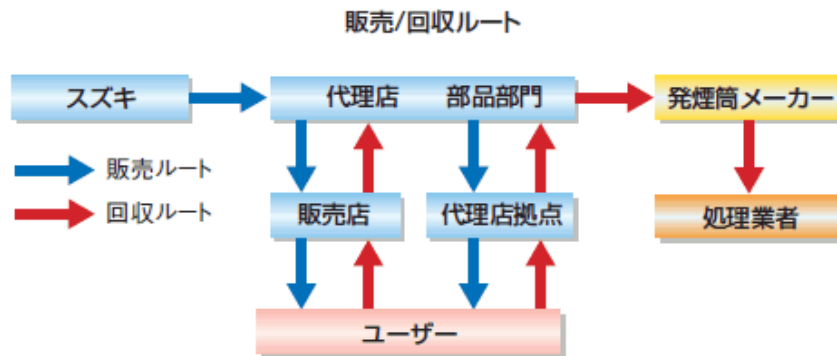 販売/回収ルート
スズキ
代理店 部品部門
発煙筒メーカー
販売ルート
回収ルート
販売店
代理店拠点
処理業者
ユーザー